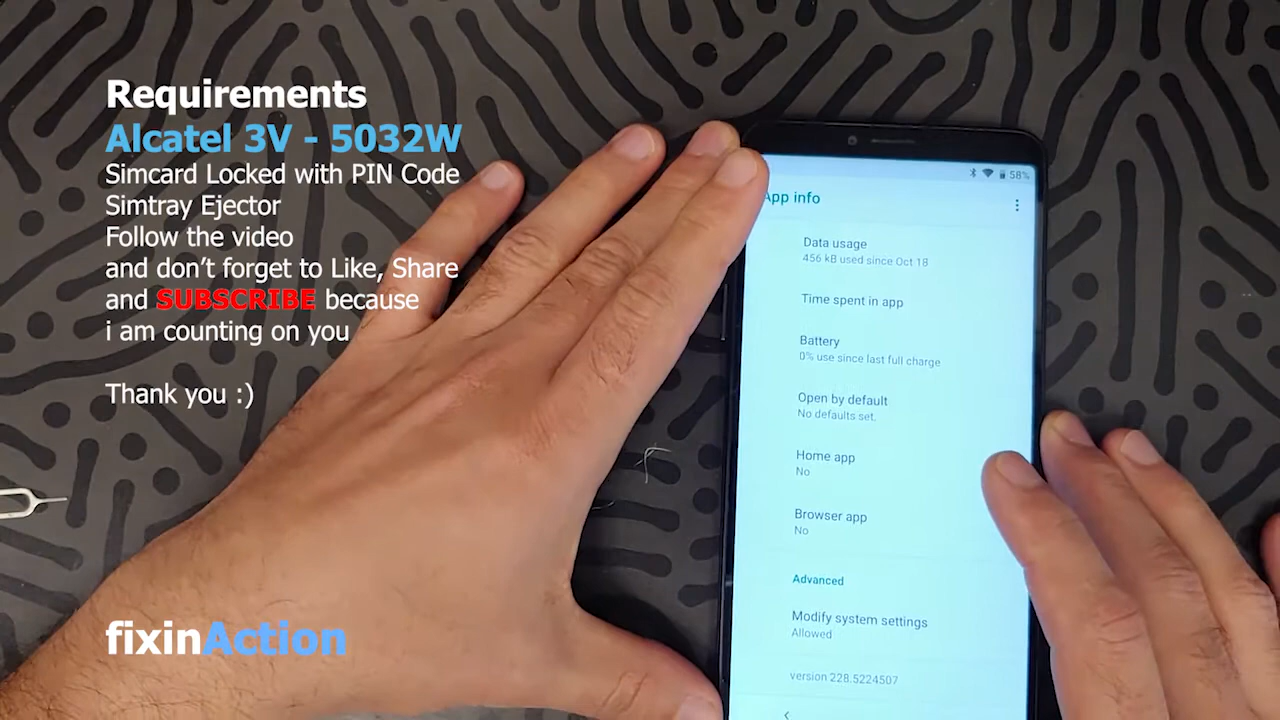 Requirements
Alcatel 3V - 5032W
Simcard Locked with PIN Code
Simtray Ejector
Follow the video
and don't forget to Like, Share
and SUBSCRIBE because
i am counting on you
Thank you :)
fixinAction
58%
App info
Data usage
456 kB used since Oct 18
Time spent in app
Battery
0% use since last full charge
Open by default
No defaults set.
Home app
No
Browser app
No
Advanced
Modify system settings
Allowed
version 228.5224507